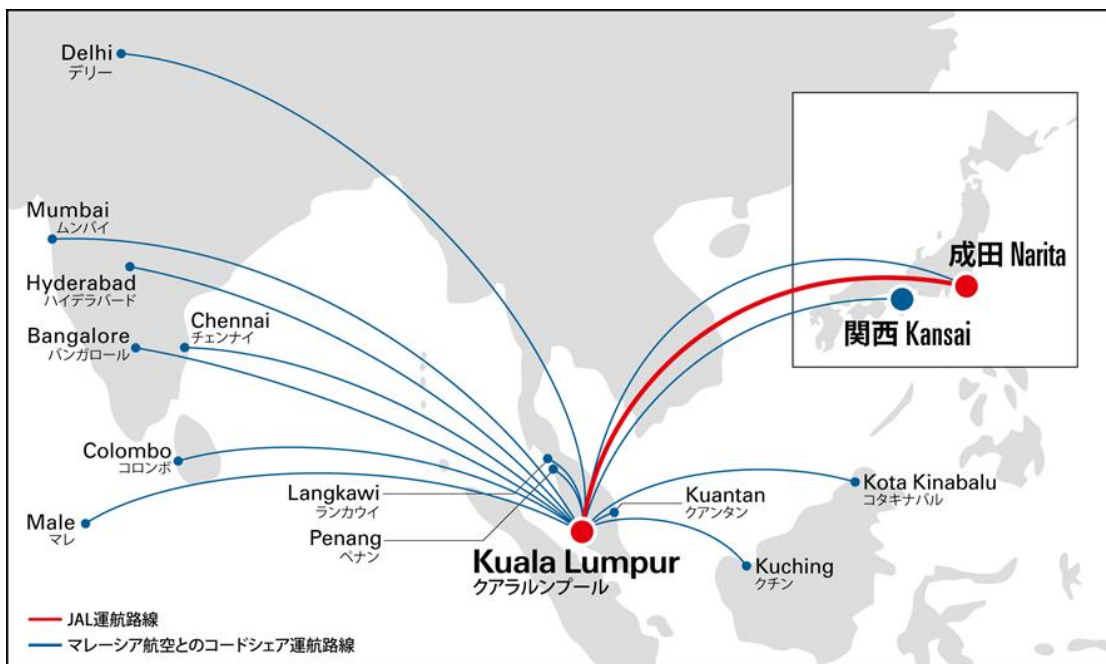 Delhi
デリー
Mumbai
ムンバイ
Hyderabad
ハイデラバード
Bangalore
バンガロール
Chennai
チェンナイ
Colombo
コロンボ
Male
マレ
Langkawi
ランカウイ
Penang
ペナン
Kuala Lumpur
クアラルンプール
Kuantan
クアンタン
Kota Kinabalu
コタキナバル
Kuching
クチン
成田 Narita
関西 Kansai
JAL運航路線
マレーシア航空とのコードシェア運航路線